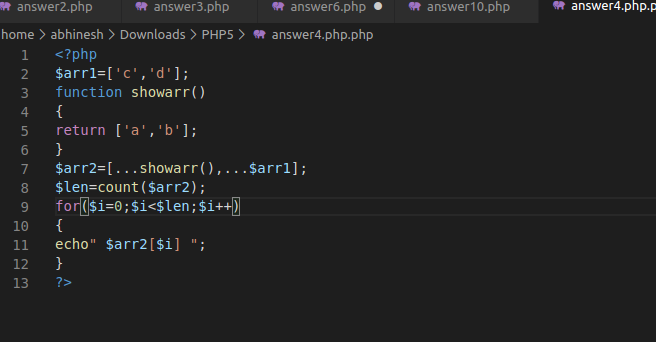 answer2.php answer3.php answer6.php answer10.php answer4.php.p
home > abhinesh > Downloads > PHP5 > answer4.php.php
1 <?php
2 $arr1=['c','d'];
3 function showarr()
4 {
5 return ['a','b'];
6 }
7 $arr2=[...showarr(),...$arr1];
8 $len=count($arr2);
9 for($i=0;$i<$len;$i++)
10 {
11 echo" $arr2[$i] ";
12 }
13 ?>